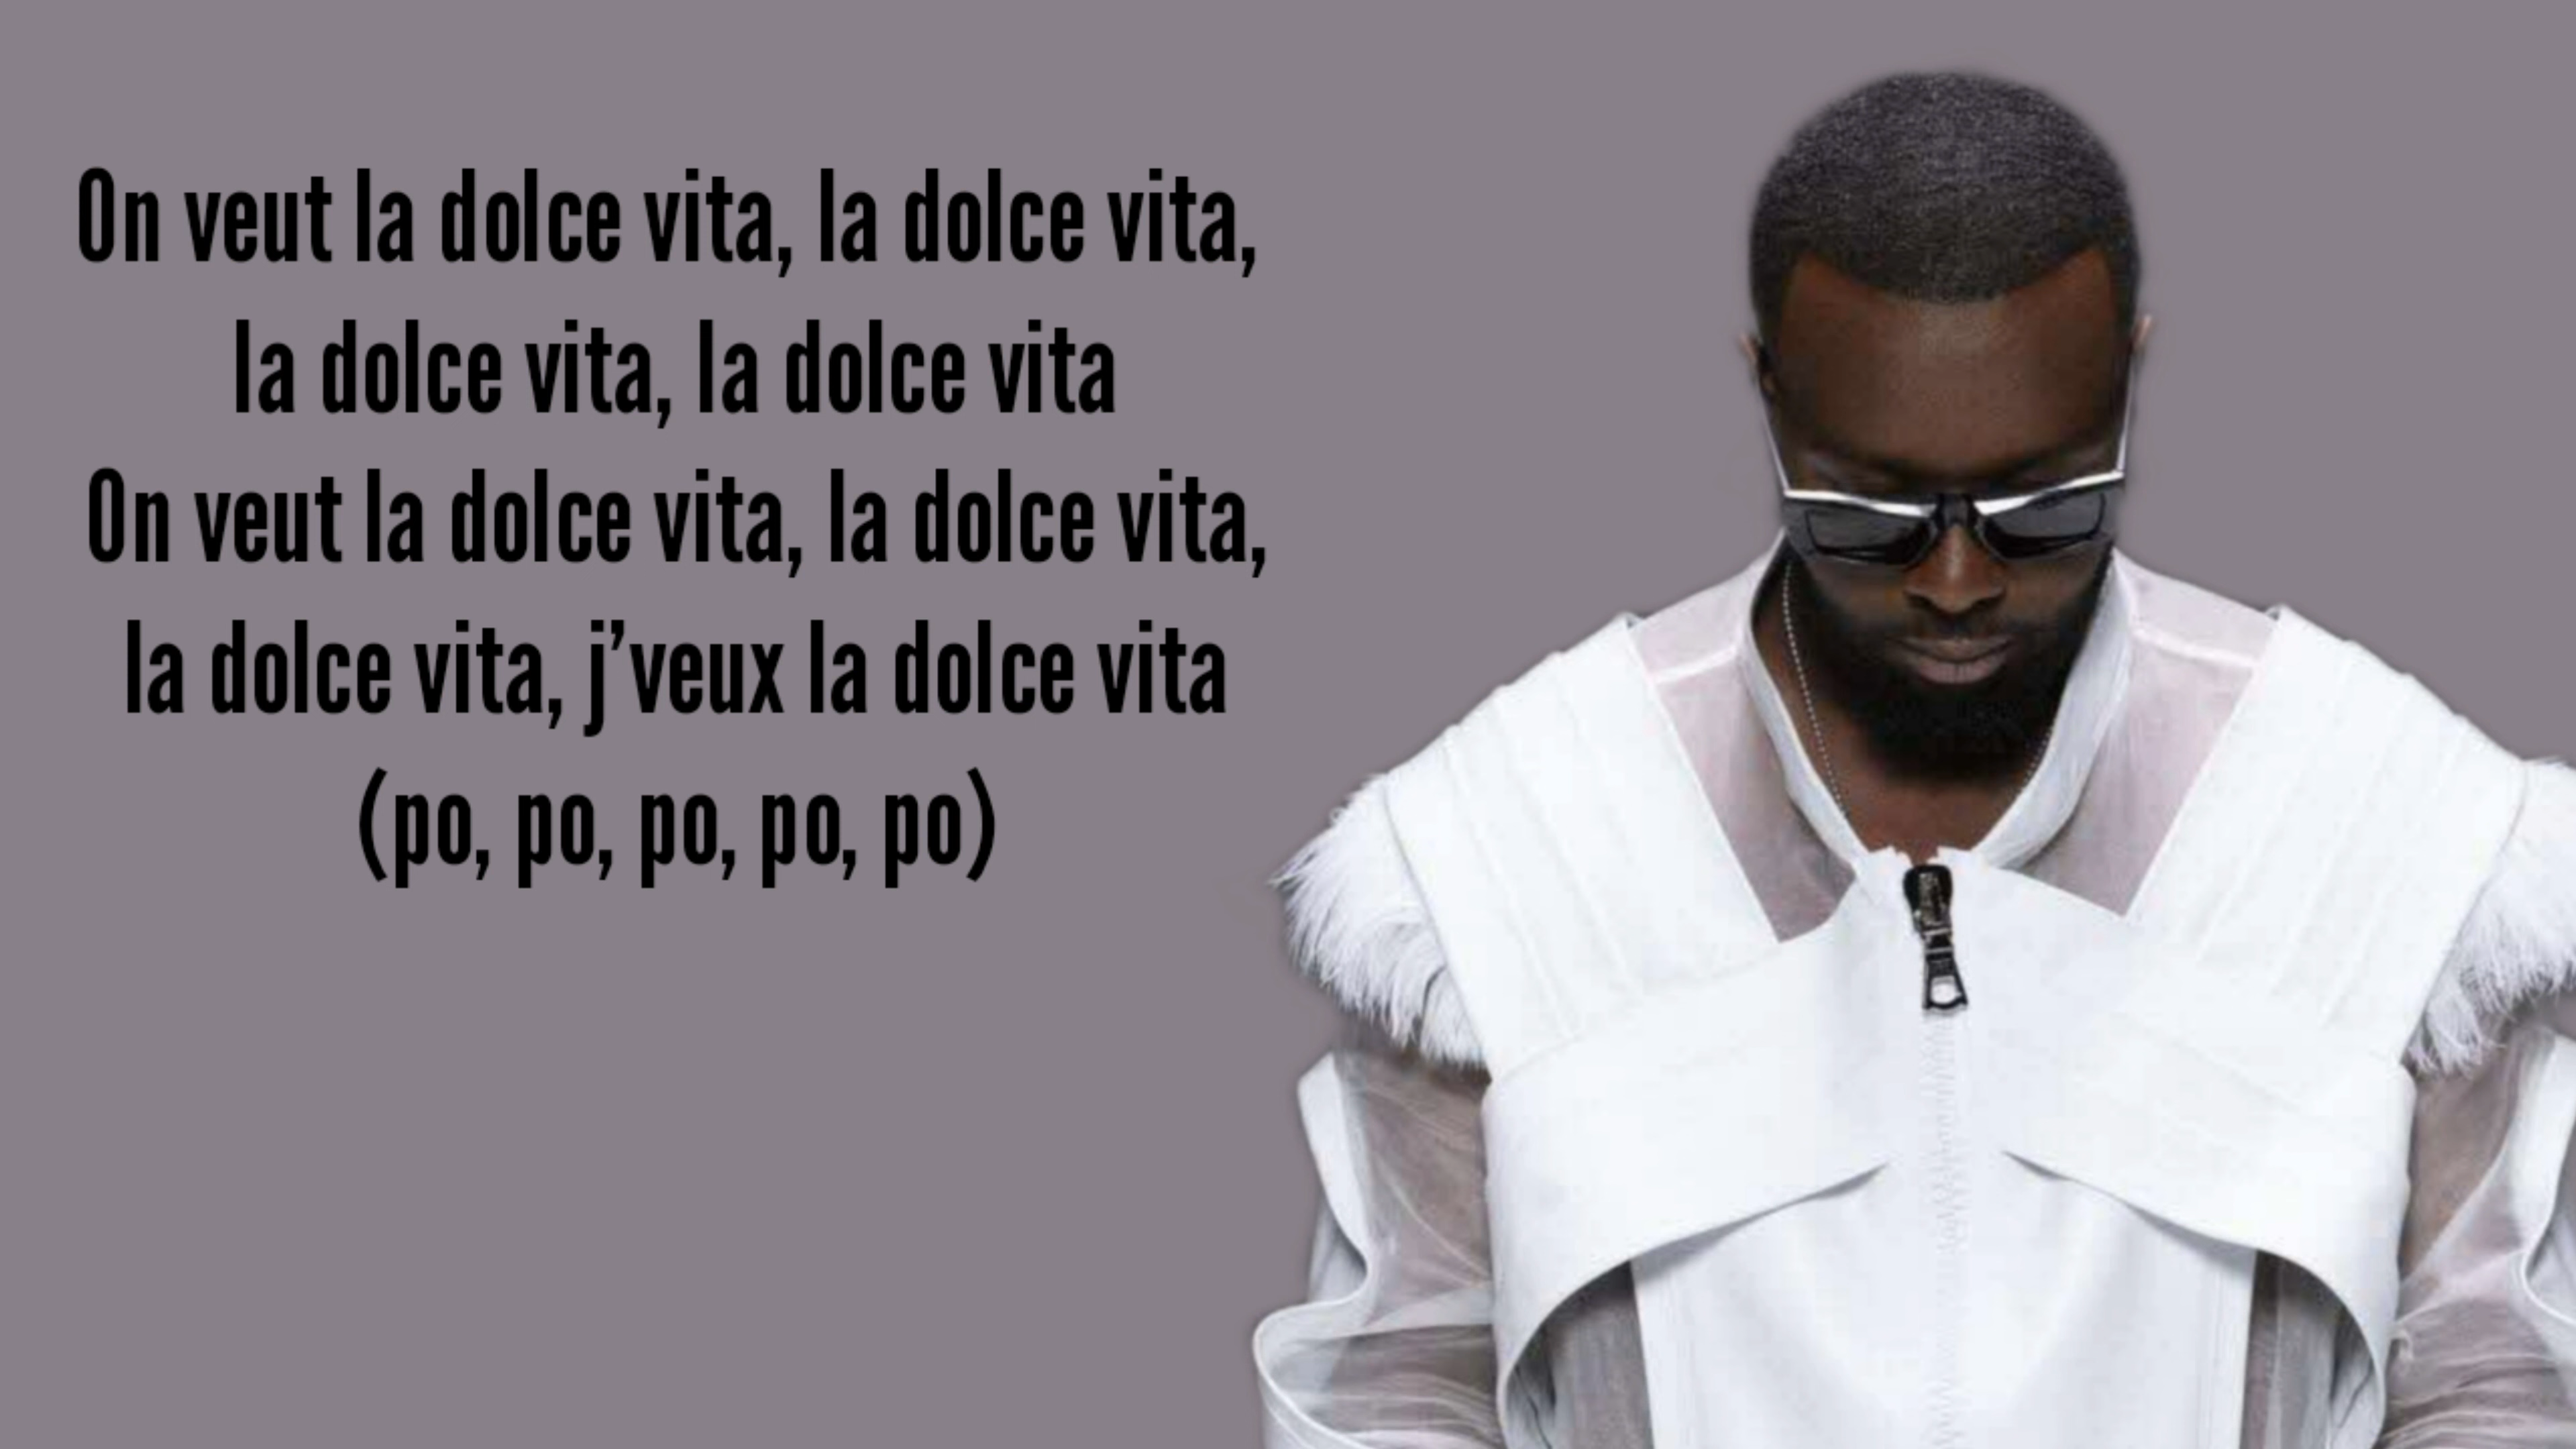 On veut la dolce vita, la dolce vita,
la dolce vita, la dolce vita
On veut la dolce vita, la dolce vita,
la dolce vita, j'veux la dolce vita
(po, po, po, po, po)